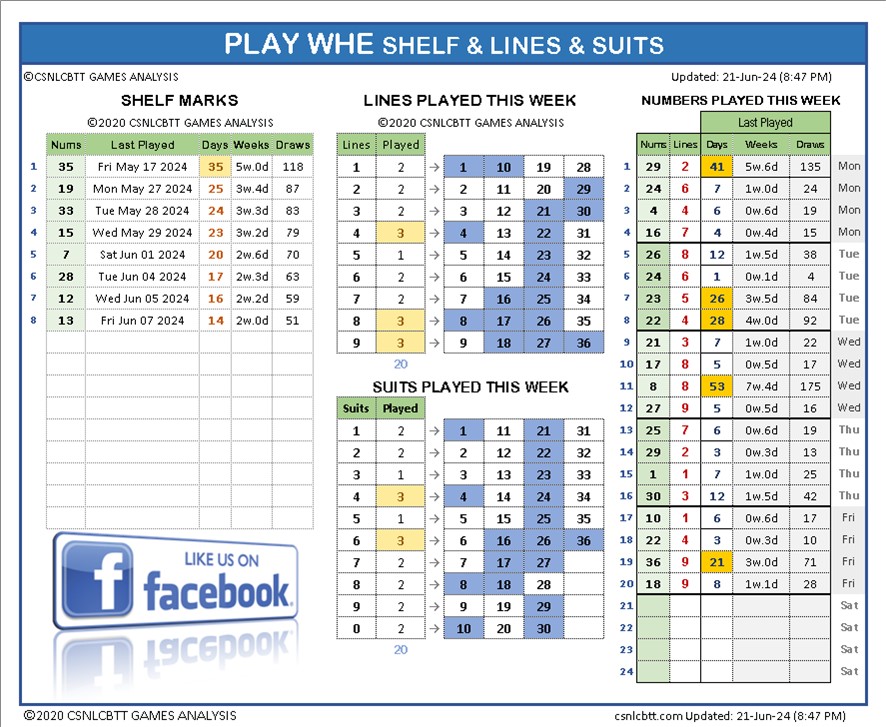 PLAY WHE SHELF & LINES & SUITS
©CSNLCBTT GAMES ANALYSIS
Updated: 21-Jun-24 (8:47 PM)
SHELF MARKS
©2020 CSNLCBTT GAMES ANALYSIS
Nums Last Played Days Weeks Draws
1 35 Fri May 17 2024 35 5w.0d 118
2 19 Mon May 27 2024 25 3w.4d 87
3 33 Tue May 28 2024 24 3w.3d 83
4 15 Wed May 29 2024 23 3w.2d 79
5 7 Sat Jun 01 2024 20 2w.6d 70
6 28 Tue Jun 04 2024 17 2w.3d 63
7 12 Wed Jun 05 2024 16 2w.2d 59
8 13 Fri Jun 07 2024 14 2w.0d 51
LIKE US ON
facebook
LINES PLAYED THIS WEEK
©2020 CSNLCBTT GAMES ANALYSIS
Lines Played
1 2 → 1 10 19 28
2 2 → 2 11 20 29
3 2 → 3 12 21 30
4 3 → 4 13 22 31
5 1 → 5 14 23 32
6 2 → 6 15 24 33
7 2 → 7 16 25 34
8 3 → 8 17 26 35
9 3 → 9 18 27 36
20
SUITS PLAYED THIS WEEK
Suits Played
1 2 → 1 11 21 31
2 2 → 2 12 22 32
3 1 → 3 13 23 33
4 3 → 4 14 24 34
5 1 → 5 15 25 35
6 3 → 6 16 26 36
7 2 → 7 17 27
8 2 → 8 18 28
9 2 → 9 19 29
0 2 → 10 20 30
20
NUMBERS PLAYED THIS WEEK
Last Played
Nums Lines Days Weeks Draws
1 29 2 41 5w.6d 135 Mon
2 24 6 7 1w.0d 24 Mon
3 4 4 6 0w.6d 19 Mon
4 16 7 4 0w.4d 15 Mon
5 26 8 12 1w.5d 38 Tue
6 24 6 1 0w.1d 4 Tue
7 23 5 26 3w.5d 84 Tue
8 22 4 28 4w.0d 92 Tue
9 21 3 7 1w.0d 22 Wed
10 17 8 5 0w.5d 17 Wed
11 8 8 53 7w.4d 175 Wed
12 27 9 5 0w.5d 16 Wed
13 25 7 6 0w.6d 19 Thu
14 29 2 3 0w.3d 13 Thu
15 1 1 7 1w.0d 25 Thu
16 30 3 12 1w.5d 42 Thu
17 10 1 6 0w.6d 17 Fri
18 22 4 3 0w.3d 10 Fri
19 36 9 21 3w.0d 71 Fri
20 18 9 8 1w.1d 28 Fri
21 Sat
22 Sat
23 Sat
24 Sat
©2020 CSNLCBTT GAMES ANALYSIS
csnlcbtt.com Updated: 21-Jun-24 (8:47 PM)